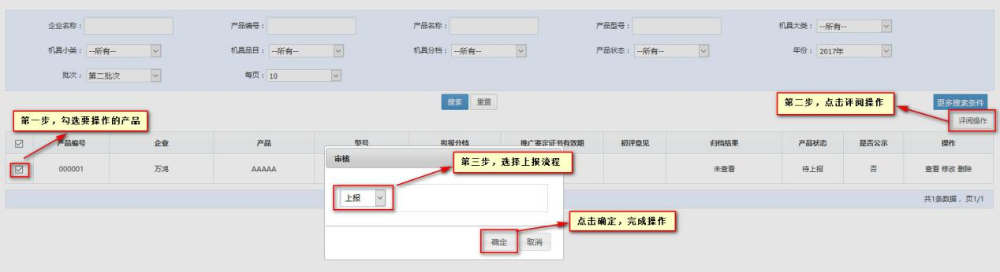 企业名称： 产品编号： 产品名称： 产品型号： 机具大类： --所有--
机具小类： --所有-- 机具品目： --所有-- 机具分档： --所有-- 产品状态： --所有-- 年份： 2017年
批次： 第二批次 每页： 10
搜索 重置
第二步，点击评阅操作
更多搜索条件
评阅操作
第一步，勾选要操作的产品
产品编号 企业 产品 型号 拟报分档 推广鉴定证书有效期 初评意见 归档结果 产品状态 是否公示 操作
000001 万鸿 AAAAA 未查看 待上报 否 查看 修改 删除
审核
第三步，选择上报流程
上报
共1条数据，页1/1
点击确定，完成操作
确定 取消